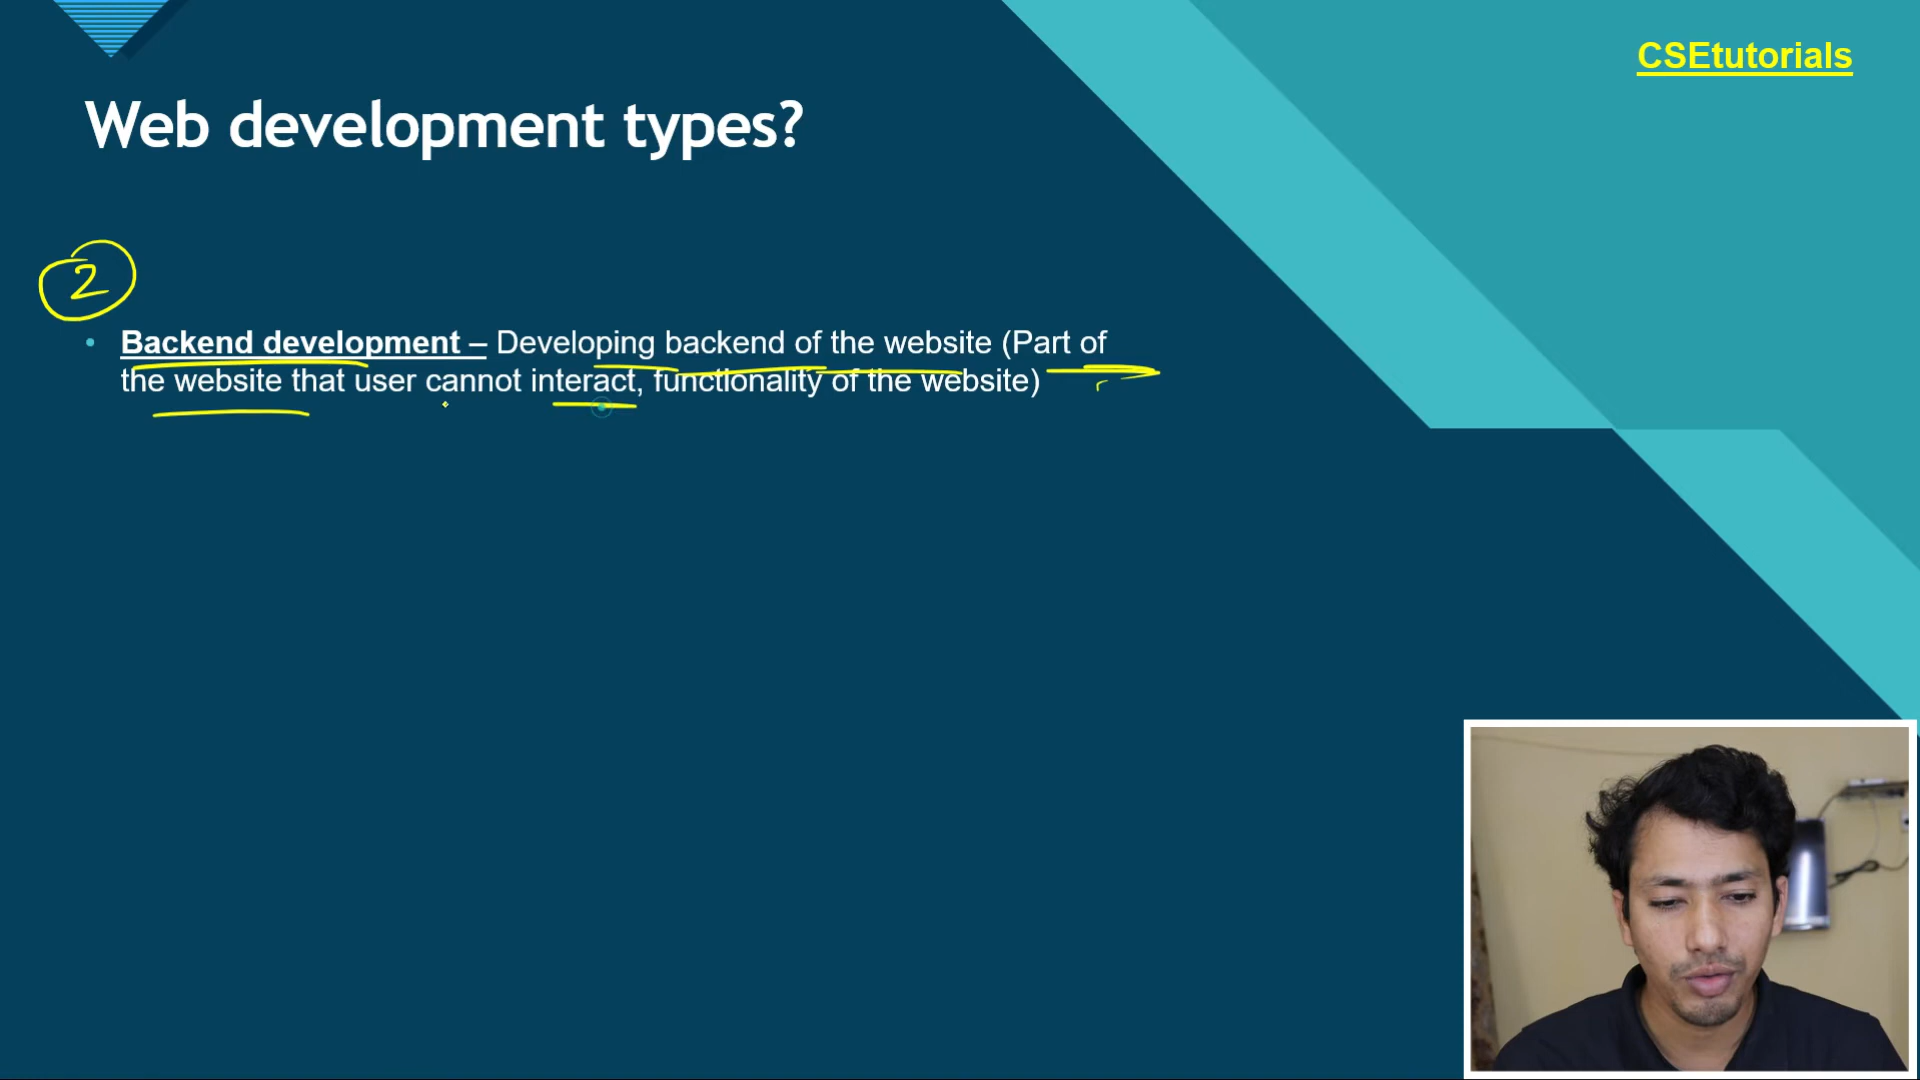 CSEtutorials
Web development types?
2
• Backend development – Developing backend of the website (Part of
the website that user cannot interact, functionality of the website)